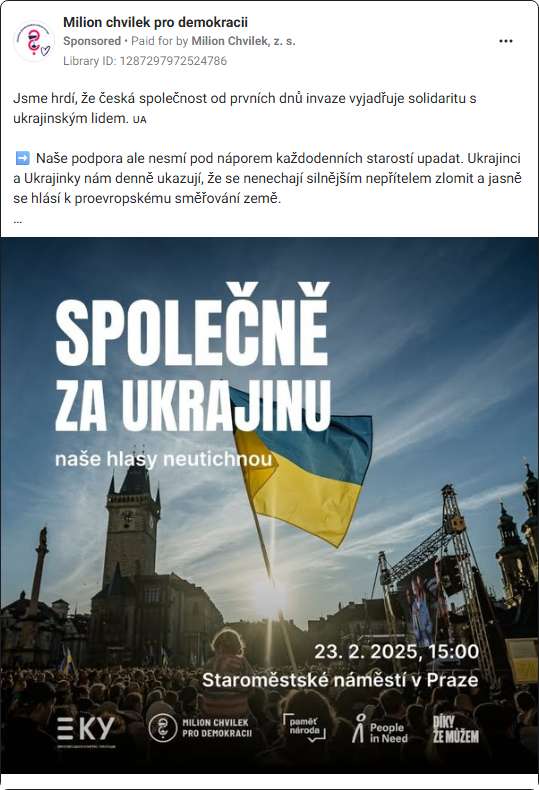 Milion chvilek pro demokracii
Sponsored • Paid for by Milion Chvilek, z. s.
Library ID: 1287297972524786
Jsme hrdí, že česká společnost od prvních dnů invaze vyjadřuje solidaritu s
ukrajinským lidem. 🇺🇦
➡️ Naše podpora ale nesmí pod náporem každodenních starostí upadat. Ukrajinci
a Ukrajinky nám denně ukazují, že se nenechají silnějším nepřítelem zlomit a jasně
se hlásí k proevropskému směřování země.
...
SPOLEČNĚ
ZA UKRAJINU
naše hlasy neutichnou
23. 2. 2025, 15:00
Staroměstské náměstí v Praze
KY
MILION CHVILEK
PRO DEMOKRACII
paměť
národa
People
in Need
DÍKY
ŽE MŮŽEM